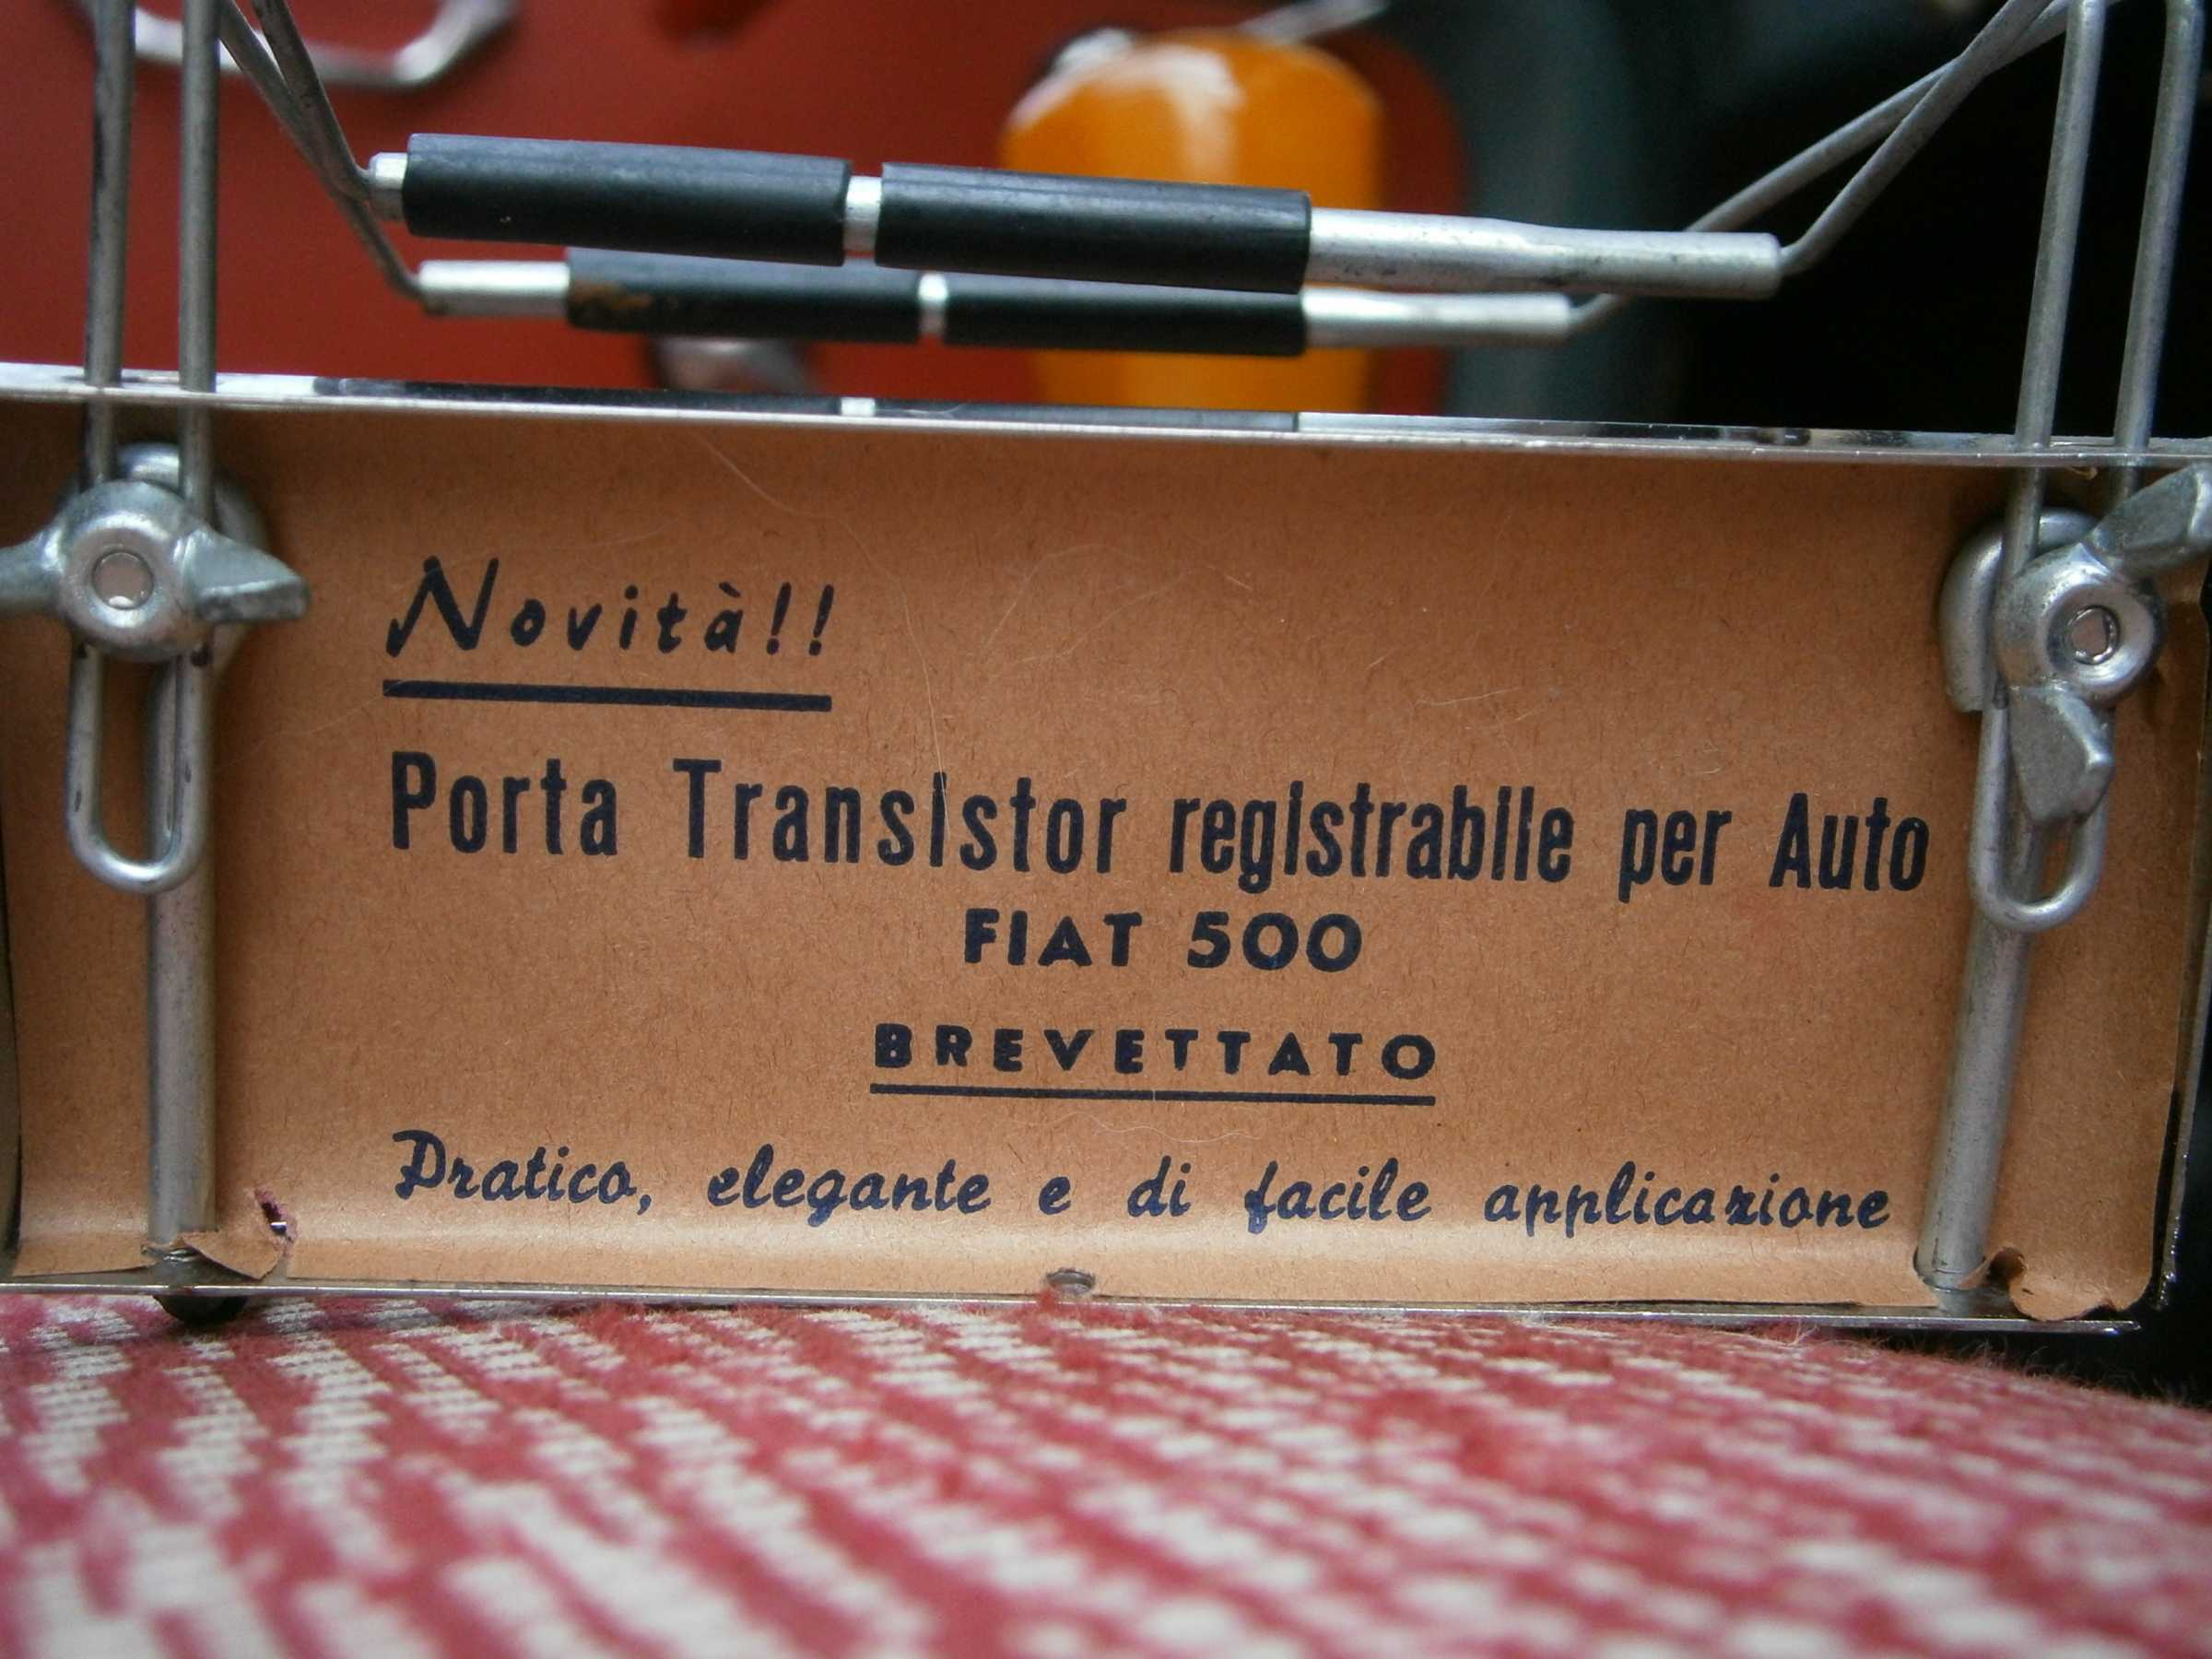 Novità!!
Porta Transistor registrabile per Auto
FIAT 500
BREVETTATO
Pratico, elegante e di facile applicazione